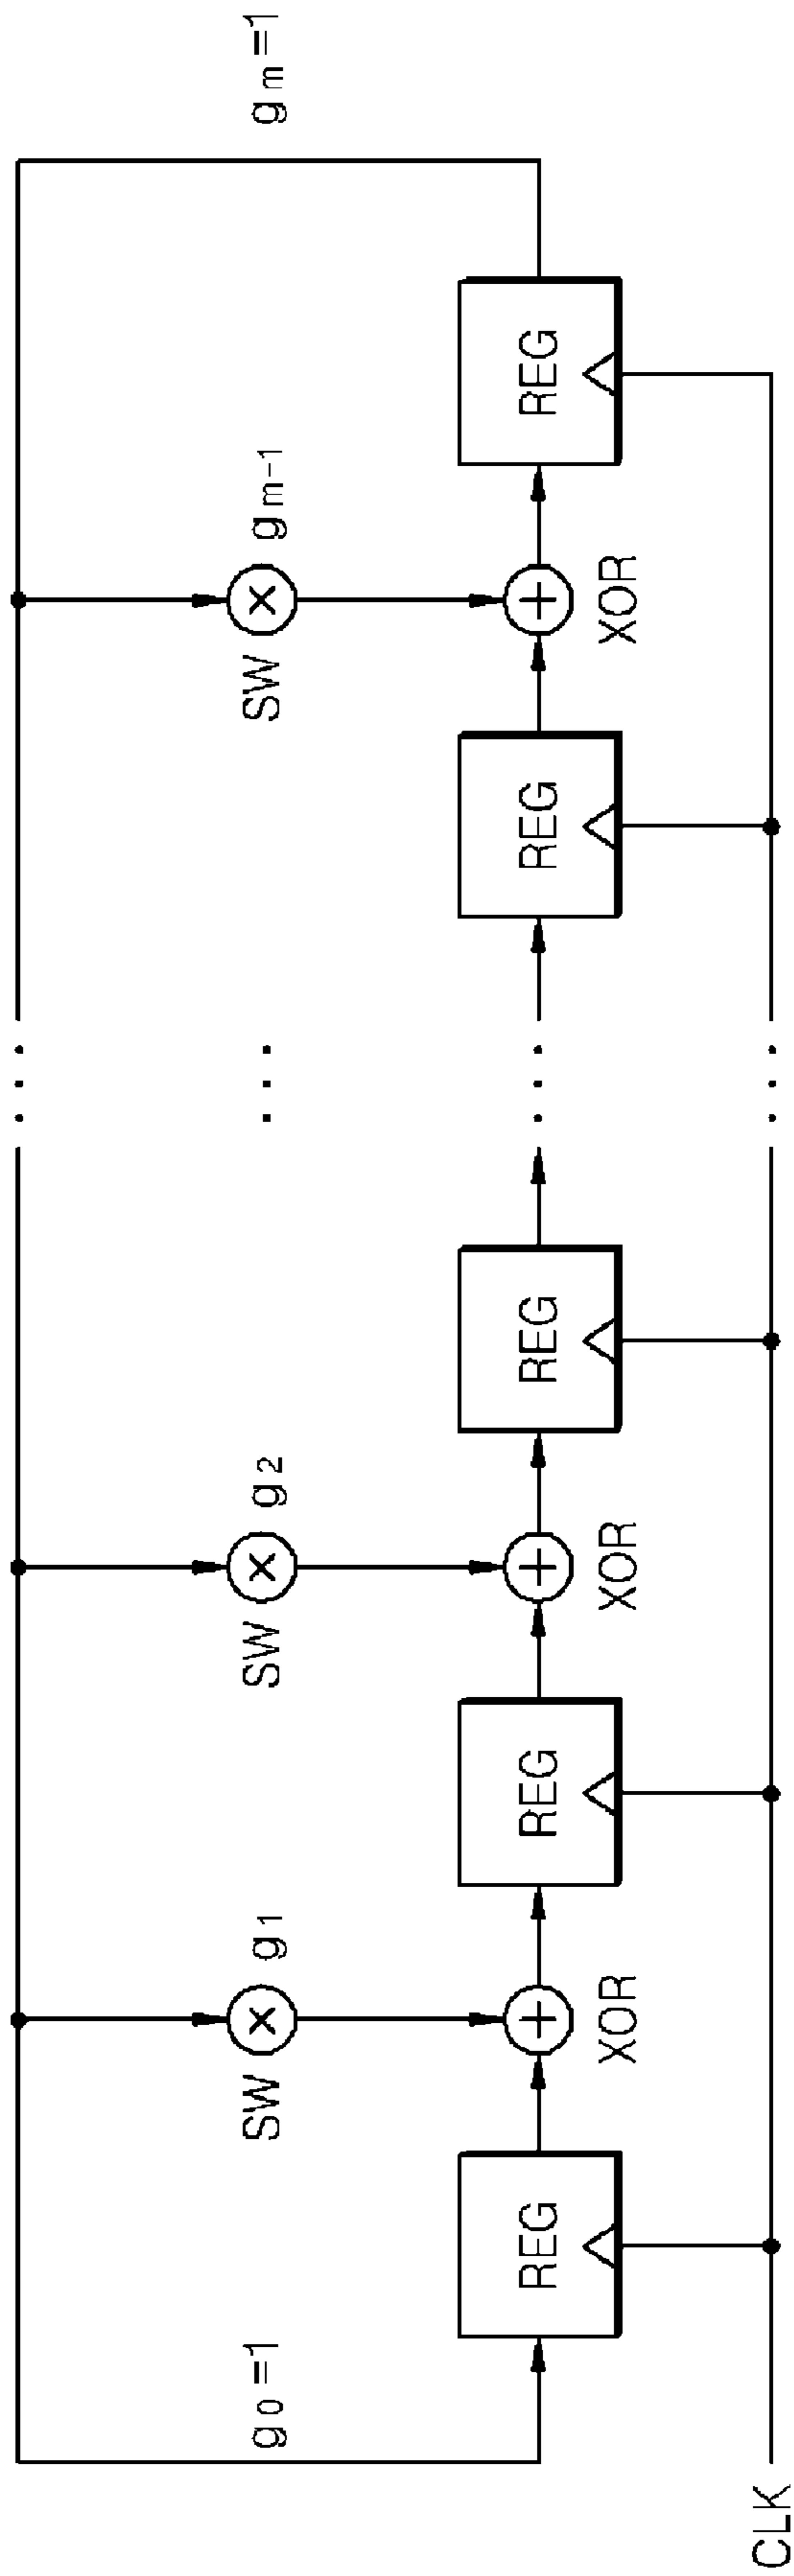 g0=1
SW
g1
SW
g2
...
SW
gm-1
gm=1
REG
XOR
REG
XOR
REG
...
REG
XOR
REG
CLK